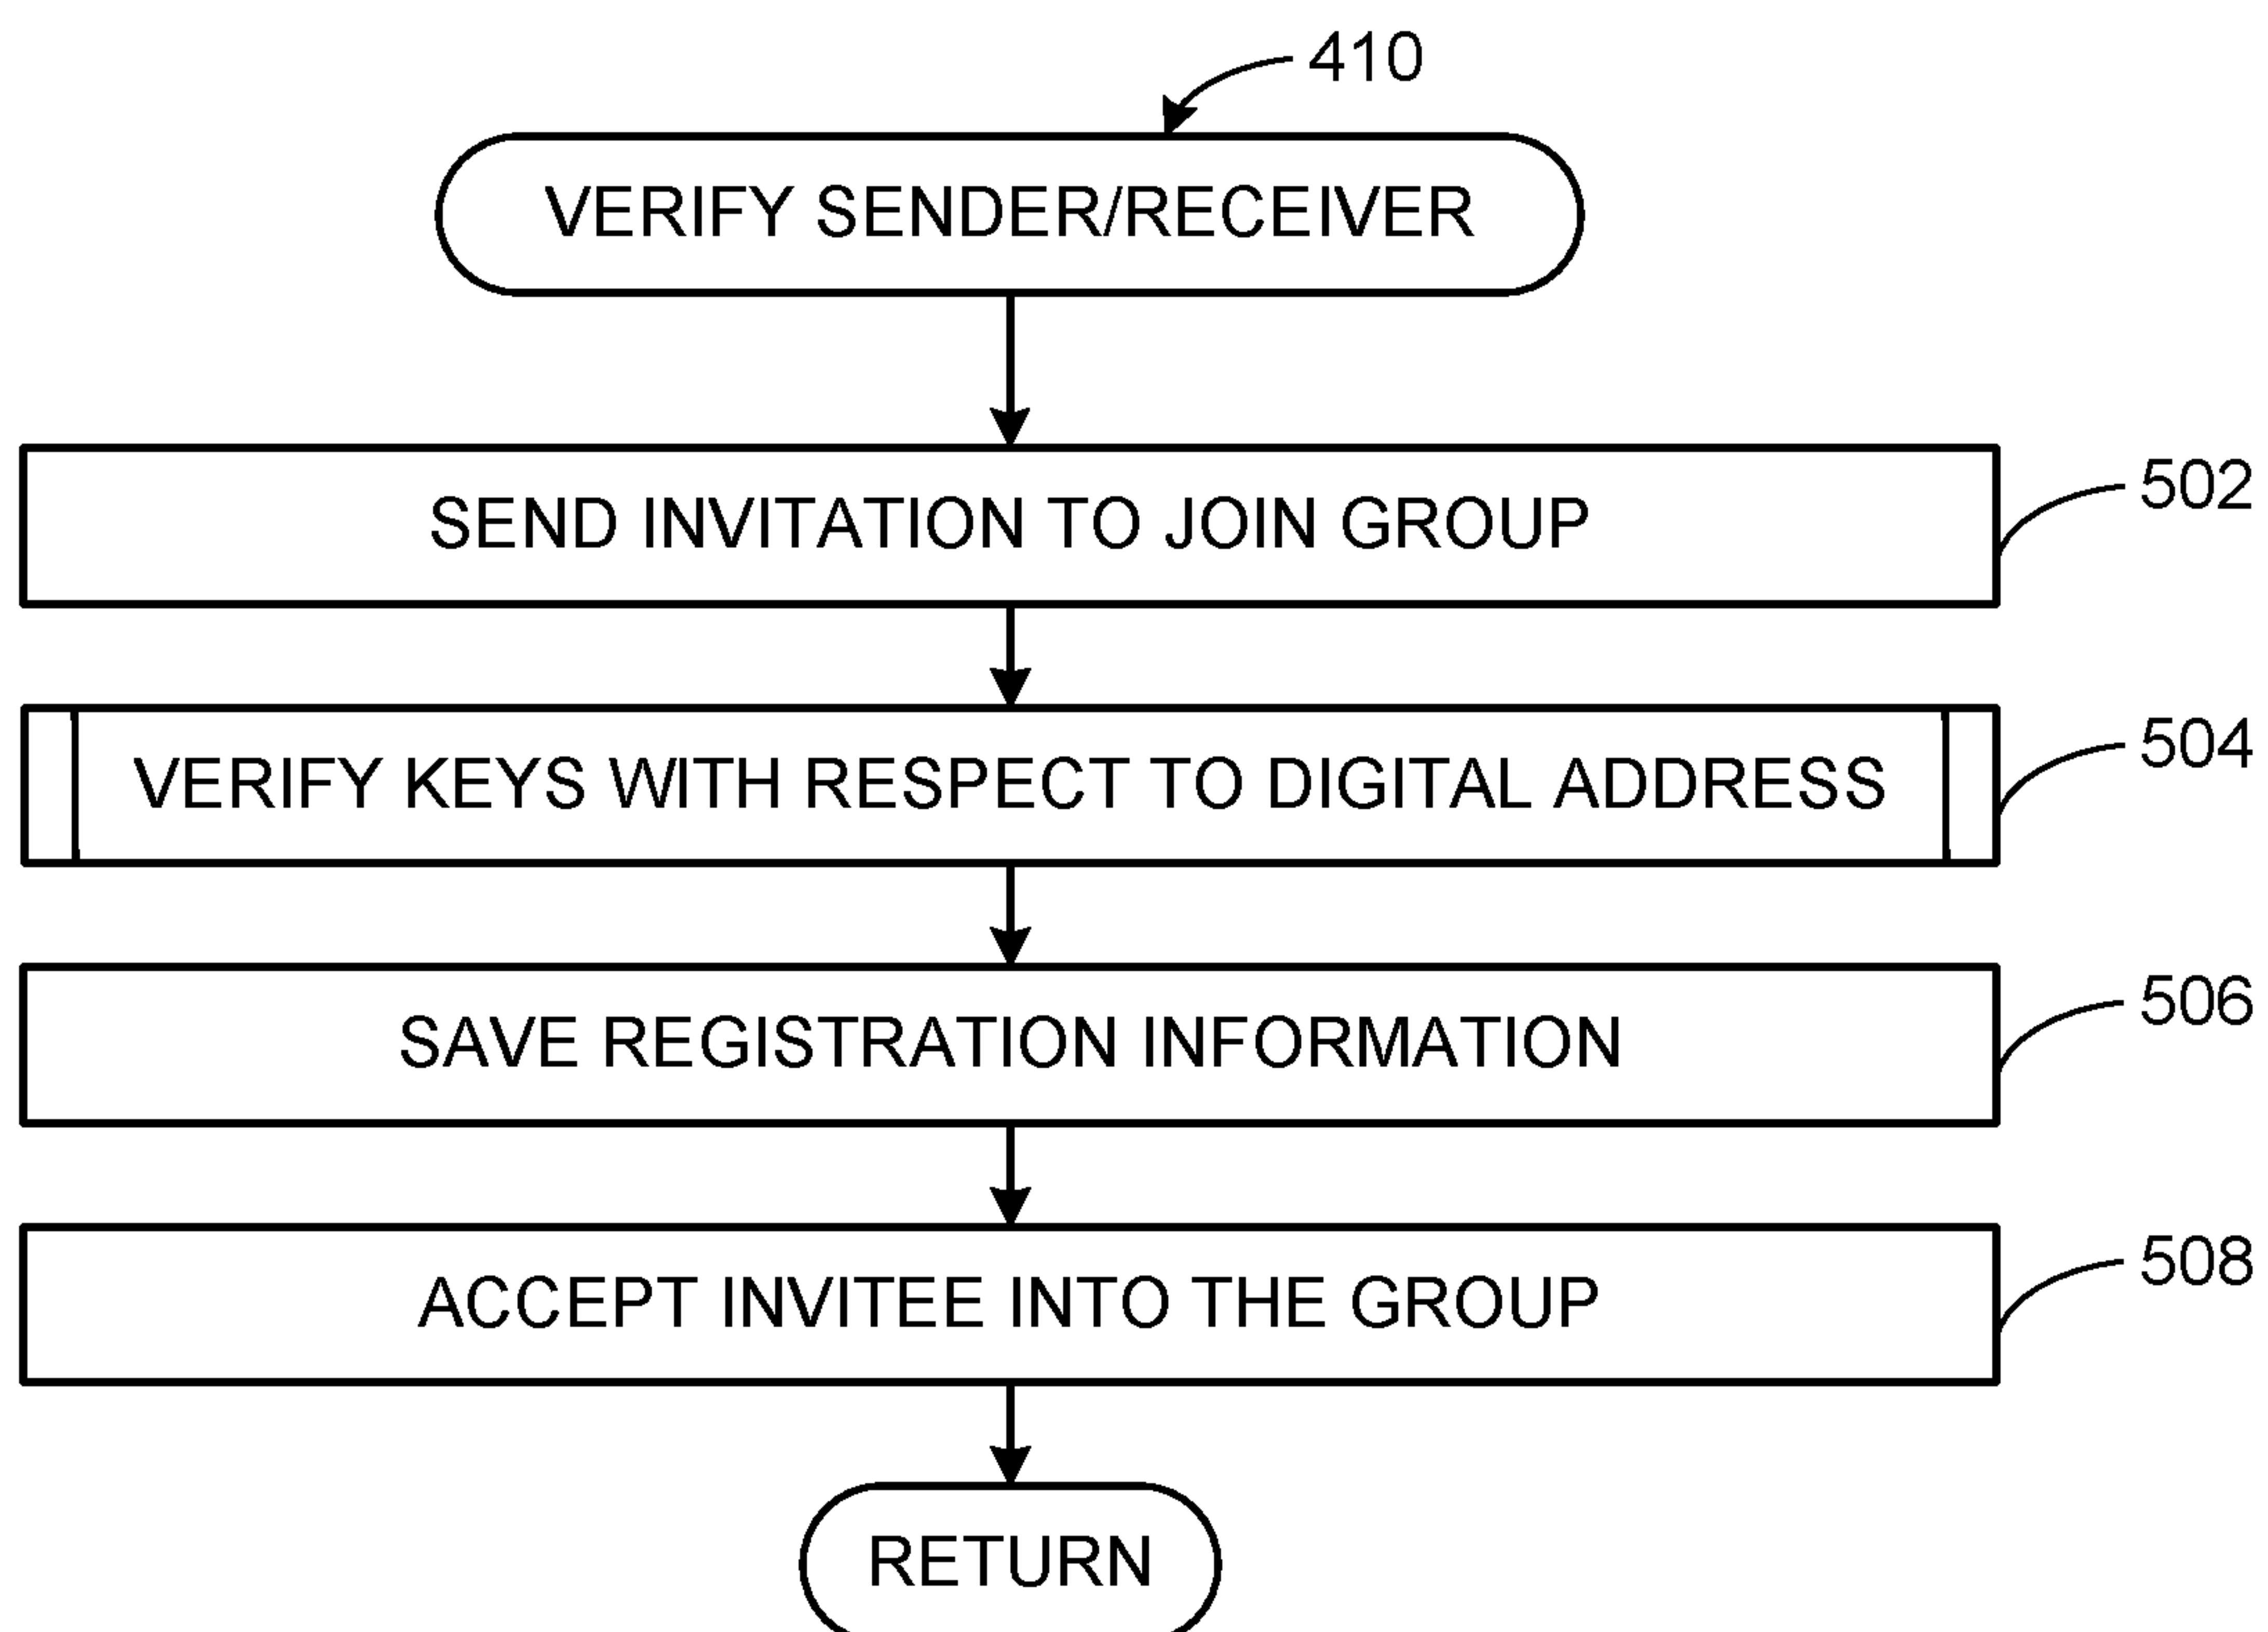 410
VERIFY SENDER/RECEIVER
SEND INVITATION TO JOIN GROUP
502
VERIFY KEYS WITH RESPECT TO DIGITAL ADDRESS
504
SAVE REGISTRATION INFORMATION
506
ACCEPT INVITEE INTO THE GROUP
508
RETURN